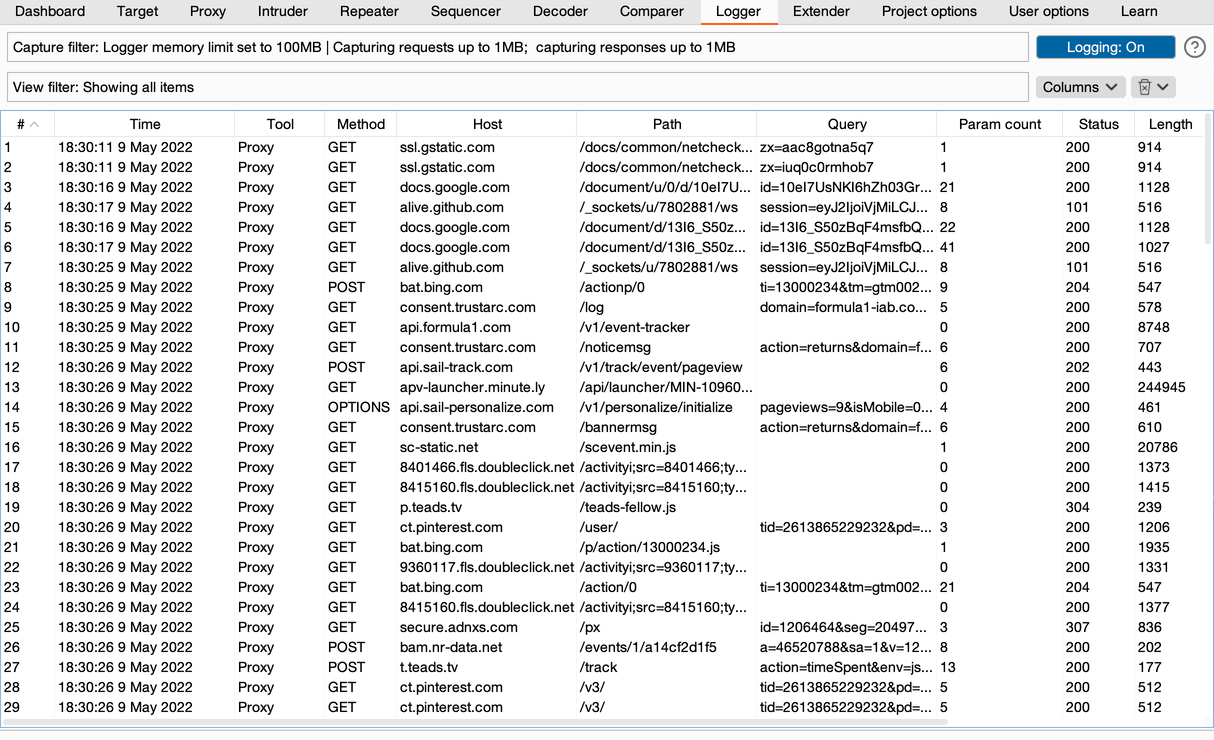 Dashboard Target Proxy Intruder Repeater Sequencer Decoder Comparer Logger Extender Project options User options Learn
Capture filter: Logger memory limit set to 100MB | Capturing requests up to 1MB;  capturing responses up to 1MB Logging: On ?
View filter: Showing all items Columns
# Time Tool Method Host Path Query Param count Status Length
1 18:30:11 9 May 2022 Proxy GET ssl.gstatic.com /docs/common/netcheck... zx=aac8gotna5q7 1 200 914
2 18:30:11 9 May 2022 Proxy GET ssl.gstatic.com /docs/common/netcheck... zx=iuq0c0rmhob7 1 200 914
3 18:30:16 9 May 2022 Proxy GET docs.google.com /document/u/0/d/10eI7U... id=10eI7UsNKI6hZh03Gr... 21 200 1128
4 18:30:17 9 May 2022 Proxy GET alive.github.com /_sockets/u/7802881/ws session=eyJ2IjoiVjMiLCJ... 8 101 516
5 18:30:16 9 May 2022 Proxy GET docs.google.com /document/d/13I6_S50z... id=13I6_S50zBqF4msfbQ... 22 200 1128
6 18:30:17 9 May 2022 Proxy GET docs.google.com /document/d/13I6_S50z... id=13I6_S50zBqF4msfbQ... 41 200 1027
7 18:30:25 9 May 2022 Proxy GET alive.github.com /_sockets/u/7802881/ws session=eyJ2IjoiVjMiLCJ... 8 101 516
8 18:30:25 9 May 2022 Proxy POST bat.bing.com /actionp/0 ti=13000234&tm=gtm002... 9 204 547
9 18:30:25 9 May 2022 Proxy GET consent.trustarc.com /log domain=formula1-iab.co... 5 200 578
10 18:30:25 9 May 2022 Proxy GET api.formula1.com /v1/event-tracker 0 200 8748
11 18:30:25 9 May 2022 Proxy GET consent.trustarc.com /noticemsg action=returns&domain=f... 6 200 707
12 18:30:25 9 May 2022 Proxy POST api.sail-track.com /v1/track/event/pageview 6 202 443
13 18:30:26 9 May 2022 Proxy GET apv-launcher.minute.ly /api/launcher/MIN-10960... 0 200 244945
14 18:30:26 9 May 2022 Proxy OPTIONS api.sail-personalize.com /v1/personalize/initialize pageviews=9&isMobile=0... 4 200 461
15 18:30:26 9 May 2022 Proxy GET consent.trustarc.com /bannermsg action=returns&domain=f... 6 200 610
16 18:30:26 9 May 2022 Proxy GET sc-static.net /scevent.min.js 1 200 20786
17 18:30:26 9 May 2022 Proxy GET 8401466.fls.doubleclick.net /activityi;src=8401466;ty... 0 200 1373
18 18:30:26 9 May 2022 Proxy GET 8415160.fls.doubleclick.net /activityi;src=8415160;ty... 0 200 1415
19 18:30:26 9 May 2022 Proxy GET p.teads.tv /teads-fellow.js 0 304 239
20 18:30:26 9 May 2022 Proxy GET ct.pinterest.com /user/ tid=2613865229232&pd=... 3 200 1206
21 18:30:26 9 May 2022 Proxy GET bat.bing.com /p/action/13000234.js 1 200 1935
22 18:30:26 9 May 2022 Proxy GET 9360117.fls.doubleclick.net /activityi;src=9360117;ty... 0 200 1331
23 18:30:26 9 May 2022 Proxy GET bat.bing.com /action/0 ti=13000234&tm=gtm002... 21 204 547
24 18:30:26 9 May 2022 Proxy GET 8415160.fls.doubleclick.net /activityi;src=8415160;ty... 0 200 1377
25 18:30:26 9 May 2022 Proxy GET secure.adnxs.com /px id=1206464&seg=20497... 3 307 836
26 18:30:26 9 May 2022 Proxy POST bam.nr-data.net /events/1/a14cf2d1f5 a=46520788&sa=1&v=12... 8 200 202
27 18:30:26 9 May 2022 Proxy POST t.teads.tv /track action=timeSpent&env=js... 13 200 177
28 18:30:26 9 May 2022 Proxy GET ct.pinterest.com /v3/ tid=2613865229232&pd=... 5 200 512
29 18:30:26 9 May 2022 Proxy GET ct.pinterest.com /v3/ tid=2613865229232&pd=... 5 200 512